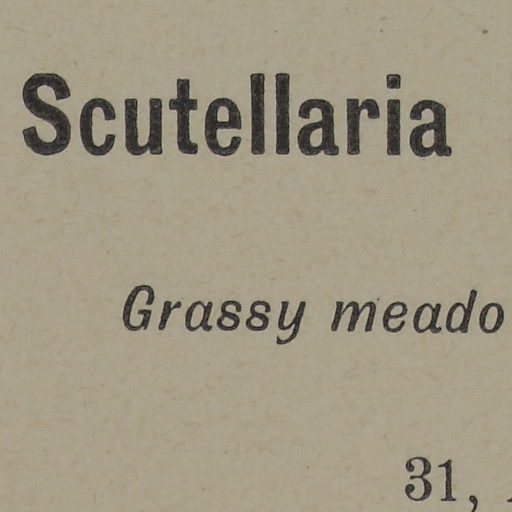 Scutellaria
Grassy meado
31,